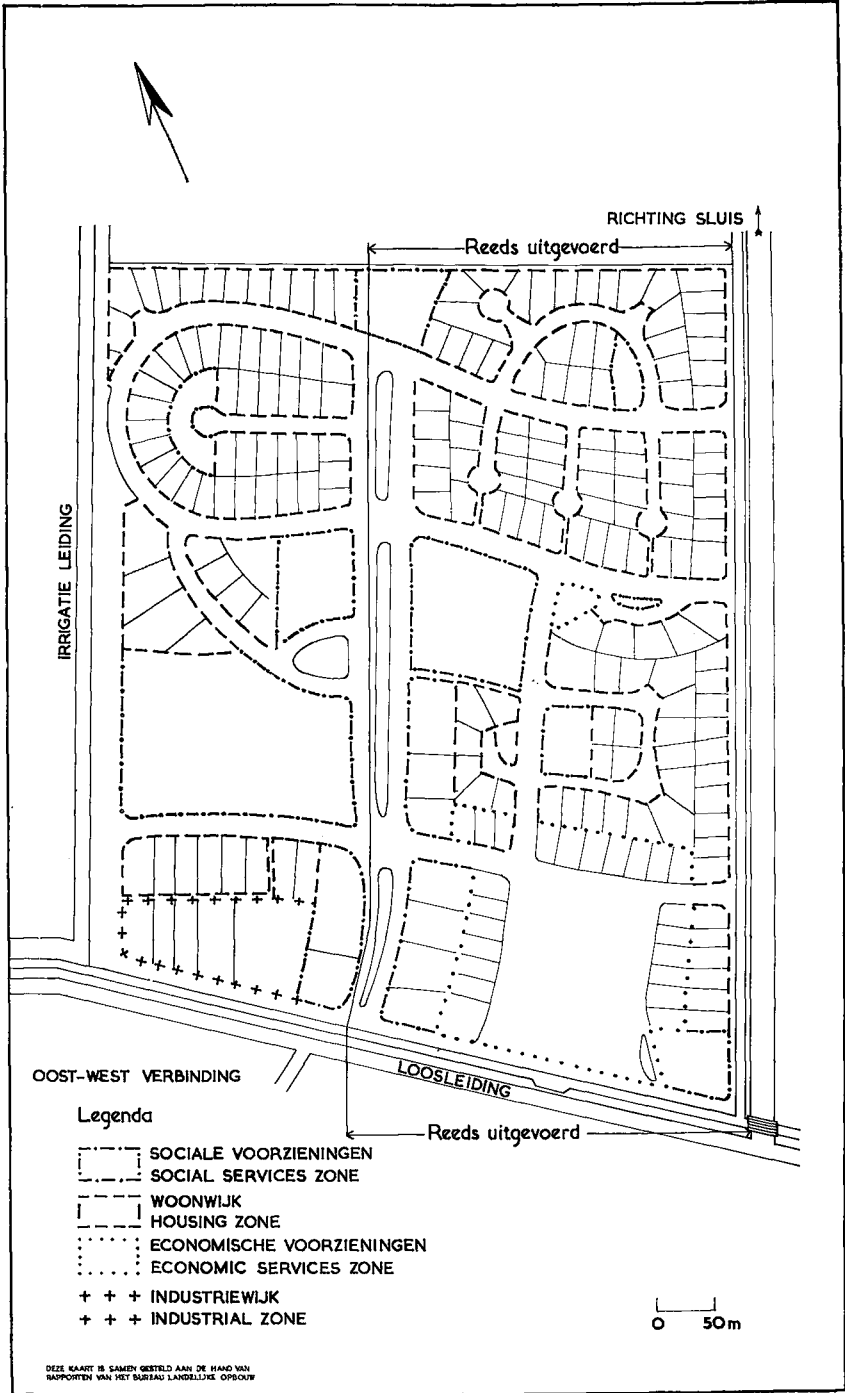 RICHTING SLUIS
Reeds uitgevoerd
IRRIGATIE LEIDING
OOST-WEST VERBINDING
LOOSLEIDING
Reeds uitgevoerd
Legenda
SOCIALE VOORZIENINGEN
SOCIAL SERVICES ZONE
WOONWIJK
HOUSING ZONE
ECONOMISCHE VOORZIENINGEN
ECONOMIC SERVICES ZONE
+ + + INDUSTRIEWIJK
+ + + INDUSTRIAL ZONE
0 50m
DEZE KAART IS SAMEN GESTELD AAN DE HAND VAN
RAPPORTEN VAN HET BUREAU LANDELIJKE OPBOUW